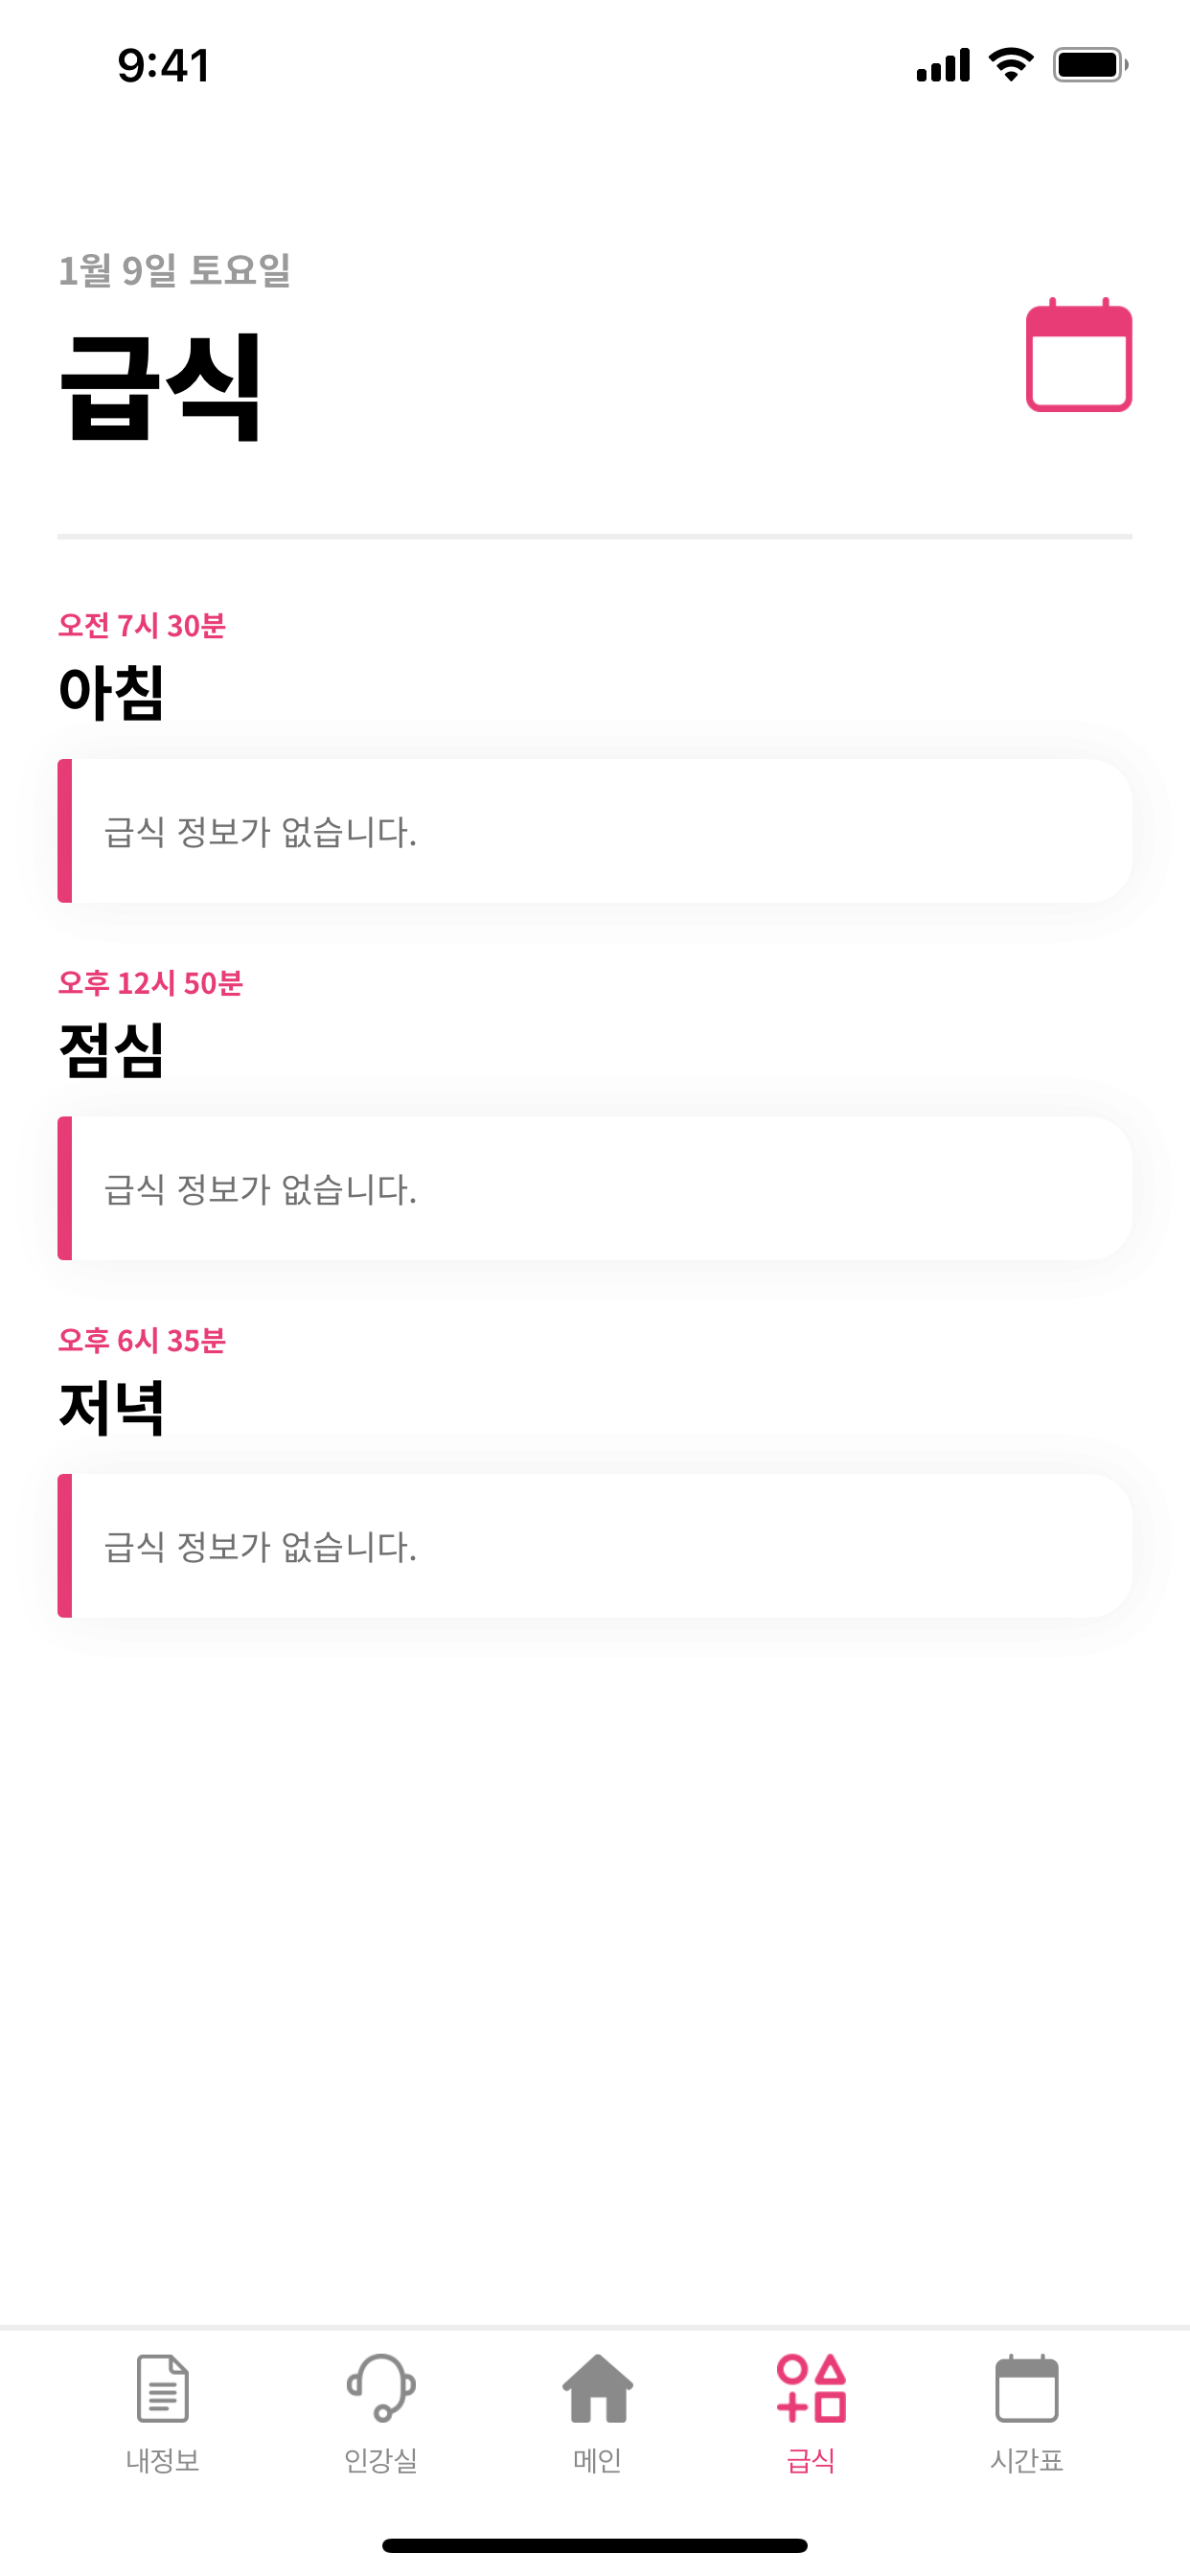 9:41
1월 9일 토요일
급식
오전 7시 30분
아침
급식 정보가 없습니다.
오후 12시 50분
점심
급식 정보가 없습니다.
오후 6시 35분
저녁
급식 정보가 없습니다.
내정보 인강실 메인 급식 시간표